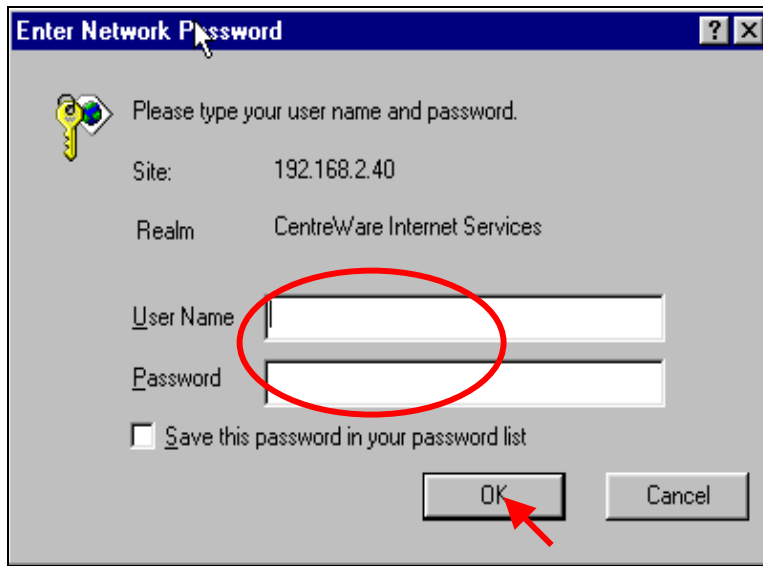 Enter Network Password
Please type your user name and password.
Site: 192.168.2.40
Realm CentreWare Internet Services
User Name
Password
Save this password in your password list
OK Cancel